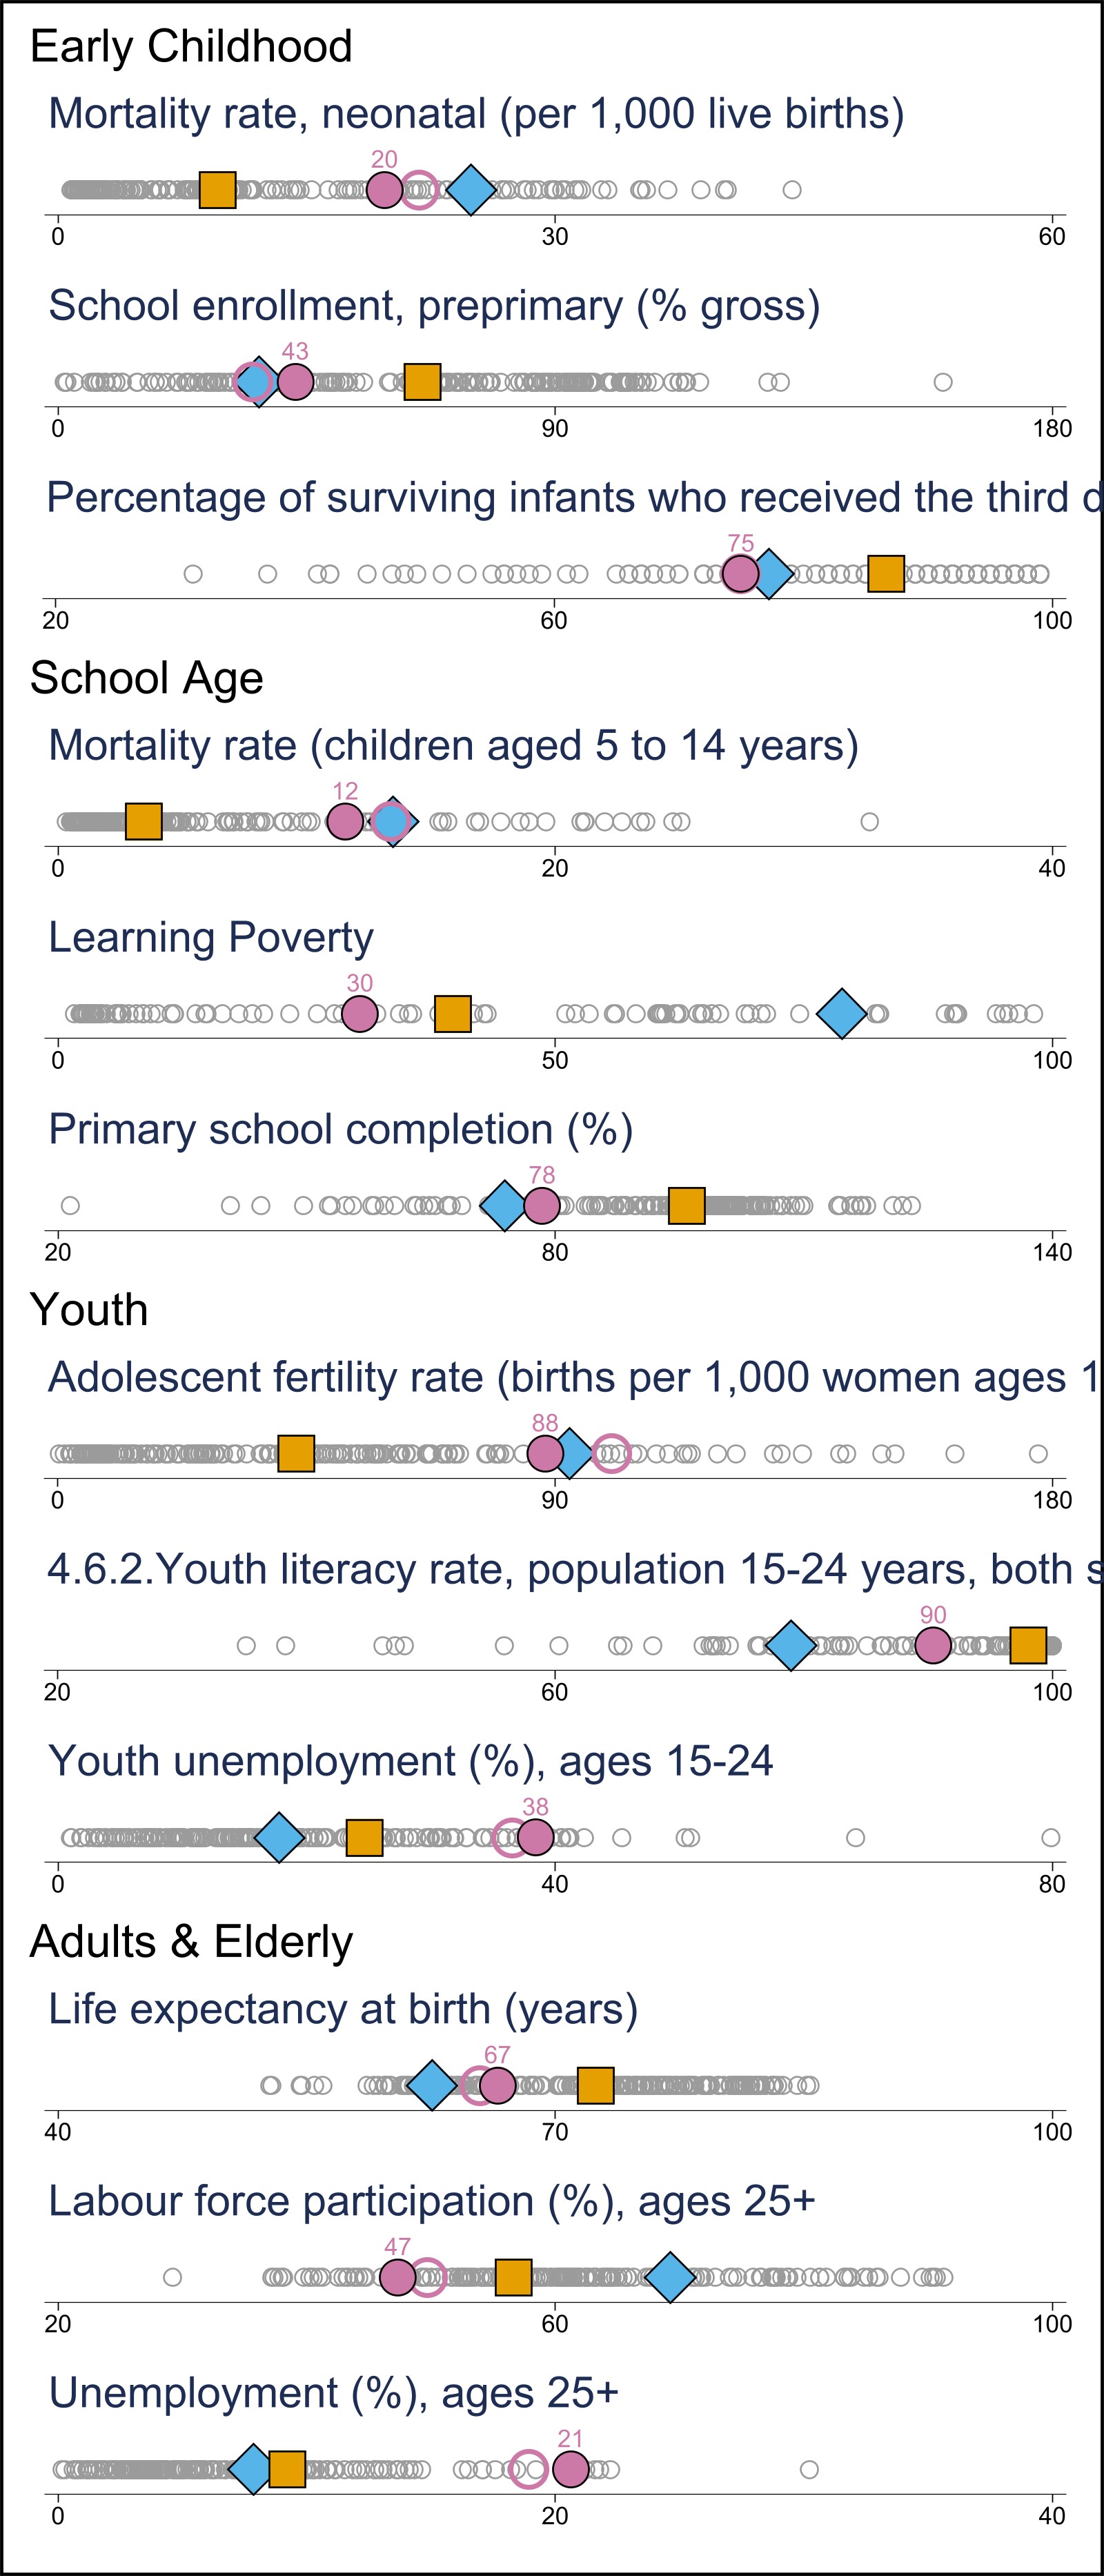 Early Childhood
Mortality rate, neonatal (per 1,000 live births)
20
0 30 60
School enrollment, preprimary (% gross)
43
0 90 180
Percentage of surviving infants who received the third d
75
20 60 100
School Age
Mortality rate (children aged 5 to 14 years)
12
0 20 40
Learning Poverty
30
0 50 100
Primary school completion (%)
78
20 80 140
Youth
Adolescent fertility rate (births per 1,000 women ages 1
88
0 90 180
4.6.2.Youth literacy rate, population 15-24 years, both s
90
20 60 100
Youth unemployment (%), ages 15-24
38
0 40 80
Adults & Elderly
Life expectancy at birth (years)
67
40 70 100
Labour force participation (%), ages 25+
47
20 60 100
Unemployment (%), ages 25+
21
0 20 40